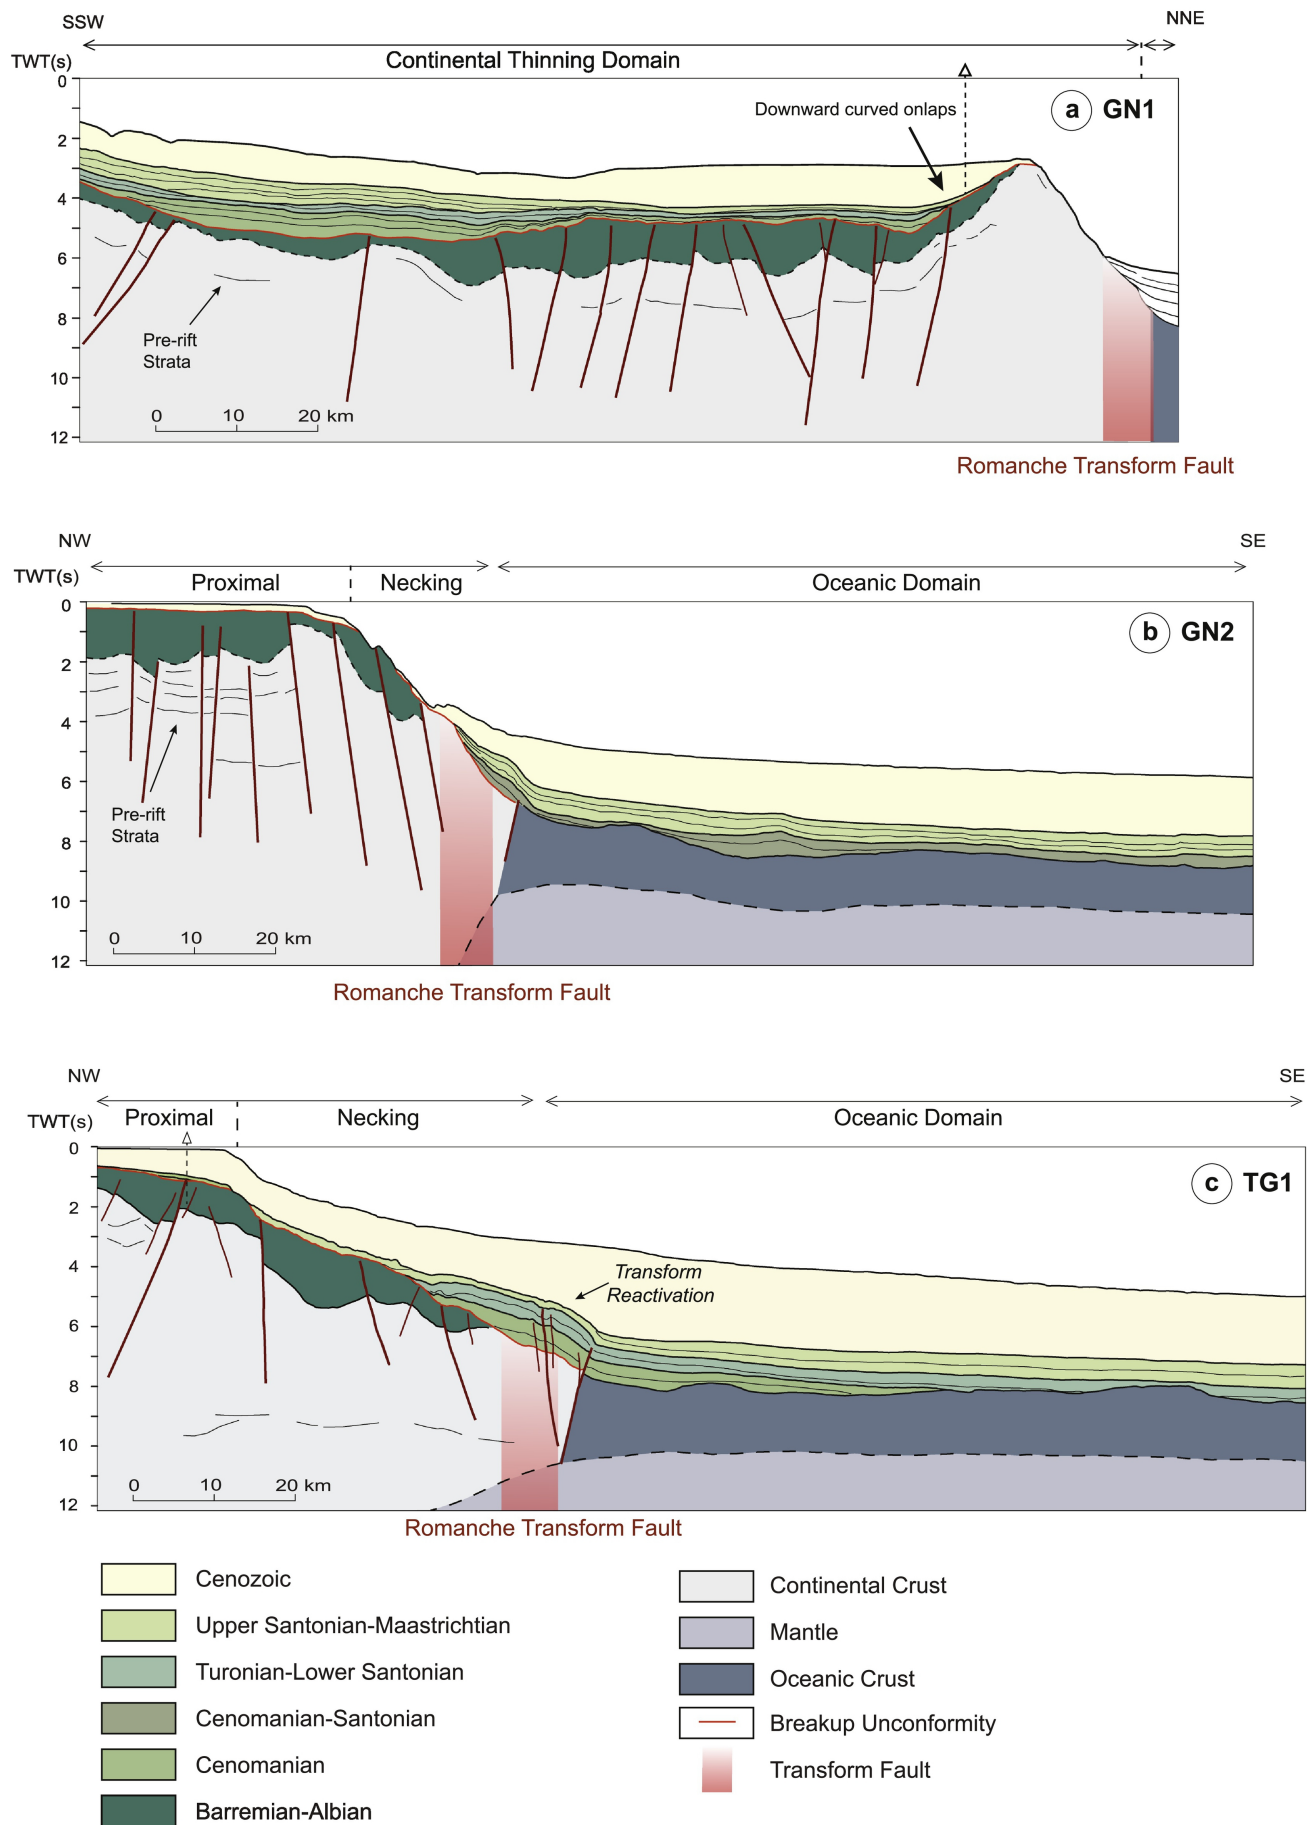 SSW
NNE
TWT(s)
Continental Thinning Domain
0
2
4
6
8
10
12
Downward curved onlaps
a GN1
Pre-rift
Strata
0 10 20 km
Romanche Transform Fault
NW
SE
TWT(s)
Proximal
Necking
Oceanic Domain
0
2
4
6
8
10
12
b GN2
Pre-rift
Strata
0 10 20 km
Romanche Transform Fault
NW
SE
TWT(s)
Proximal
Necking
Oceanic Domain
0
2
4
6
8
10
12
c TG1
Transform
Reactivation
0 10 20 km
Romanche Transform Fault
Cenozoic
Upper Santonian-Maastrichtian
Turonian-Lower Santonian
Cenomanian-Santonian
Cenomanian
Barremian-Albian
Continental Crust
Mantle
Oceanic Crust
Breakup Unconformity
Transform Fault